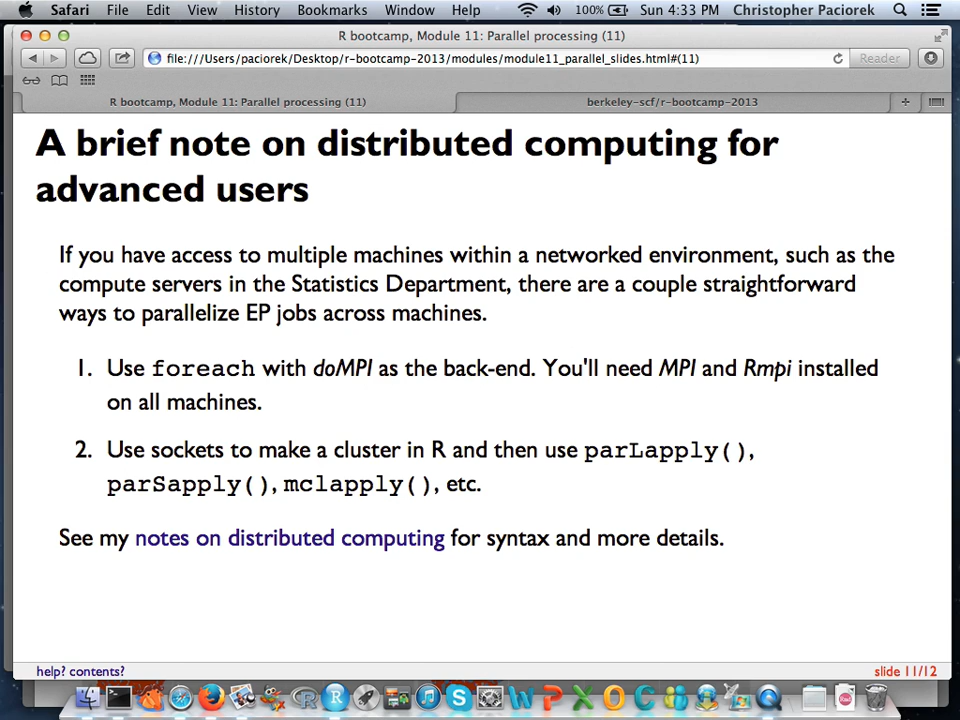 Safari File Edit View History Bookmarks Window Help 100% Sun 4:33 PM Christopher Paciorek
R bootcamp, Module 11: Parallel processing (11)
file:///Users/paciorek/Desktop/r-bootcamp-2013/modules/module11_parallel_slides.html#(11) Reader
R bootcamp, Module 11: Parallel processing (11) berkeley-scf/r-bootcamp-2013
A brief note on distributed computing for
advanced users
If you have access to multiple machines within a networked environment, such as the
compute servers in the Statistics Department, there are a couple straightforward
ways to parallelize EP jobs across machines.
1. Use foreach with doMPI as the back-end. You'll need MPI and Rmpi installed
on all machines.
2. Use sockets to make a cluster in R and then use parLapply(),
parSapply(), mclapply(), etc.
See my notes on distributed computing for syntax and more details.
help? contents? slide 11/12